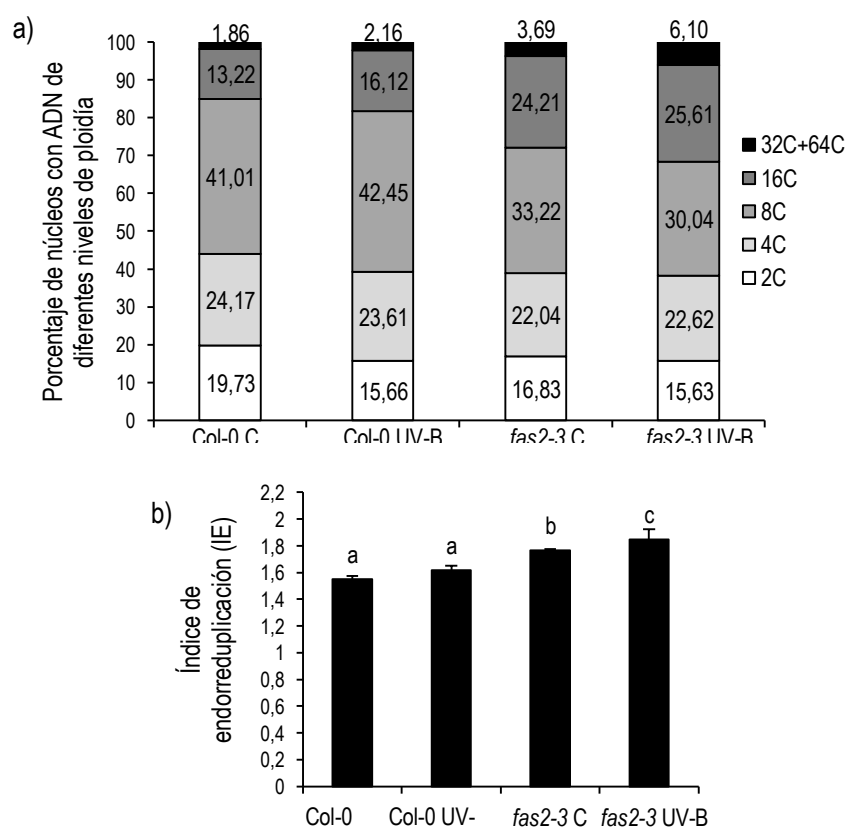 a)
Porcentaje de núcleos con ADN de
diferentes niveles de ploidía
100
90
80
70
60
50
40
30
20
10
0
1,86
13,22
41,01
24,17
19,73
2,16
16,12
42,45
23,61
15,66
3,69
24,21
33,22
22,04
16,83
6,10
25,61
30,04
22,62
15,63
Col-0 C
Col-0 UV-B
fas2-3 C
fas2-3 UV-B
32C+64C
16C
8C
4C
2C
b)
Índice de
endorreduplicación (IE)
2,2
2
1,8
1,6
1,4
1,2
1
0,8
0,6
0,4
0,2
0
a
a
b
c
Col-0
Col-0 UV-
fas2-3 C
fas2-3 UV-B